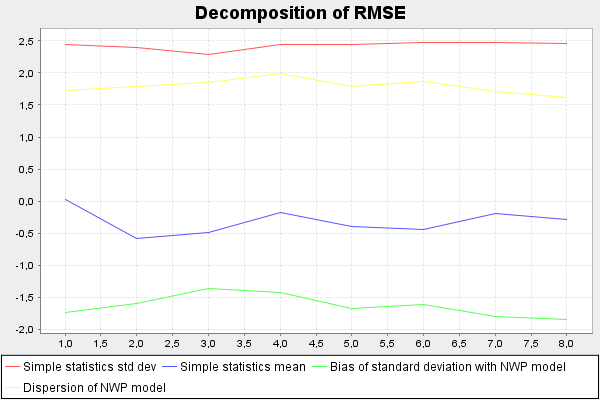 Decomposition of RMSE
2,5
2,0
1,5
1,0
0,5
0,0
-0,5
-1,0
-1,5
-2,0
1,0 1,5 2,0 2,5 3,0 3,5 4,0 4,5 5,0 5,5 6,0 6,5 7,0 7,5 8,0
Simple statistics std dev Simple statistics mean Bias of standard deviation with NWP model
Dispersion of NWP model